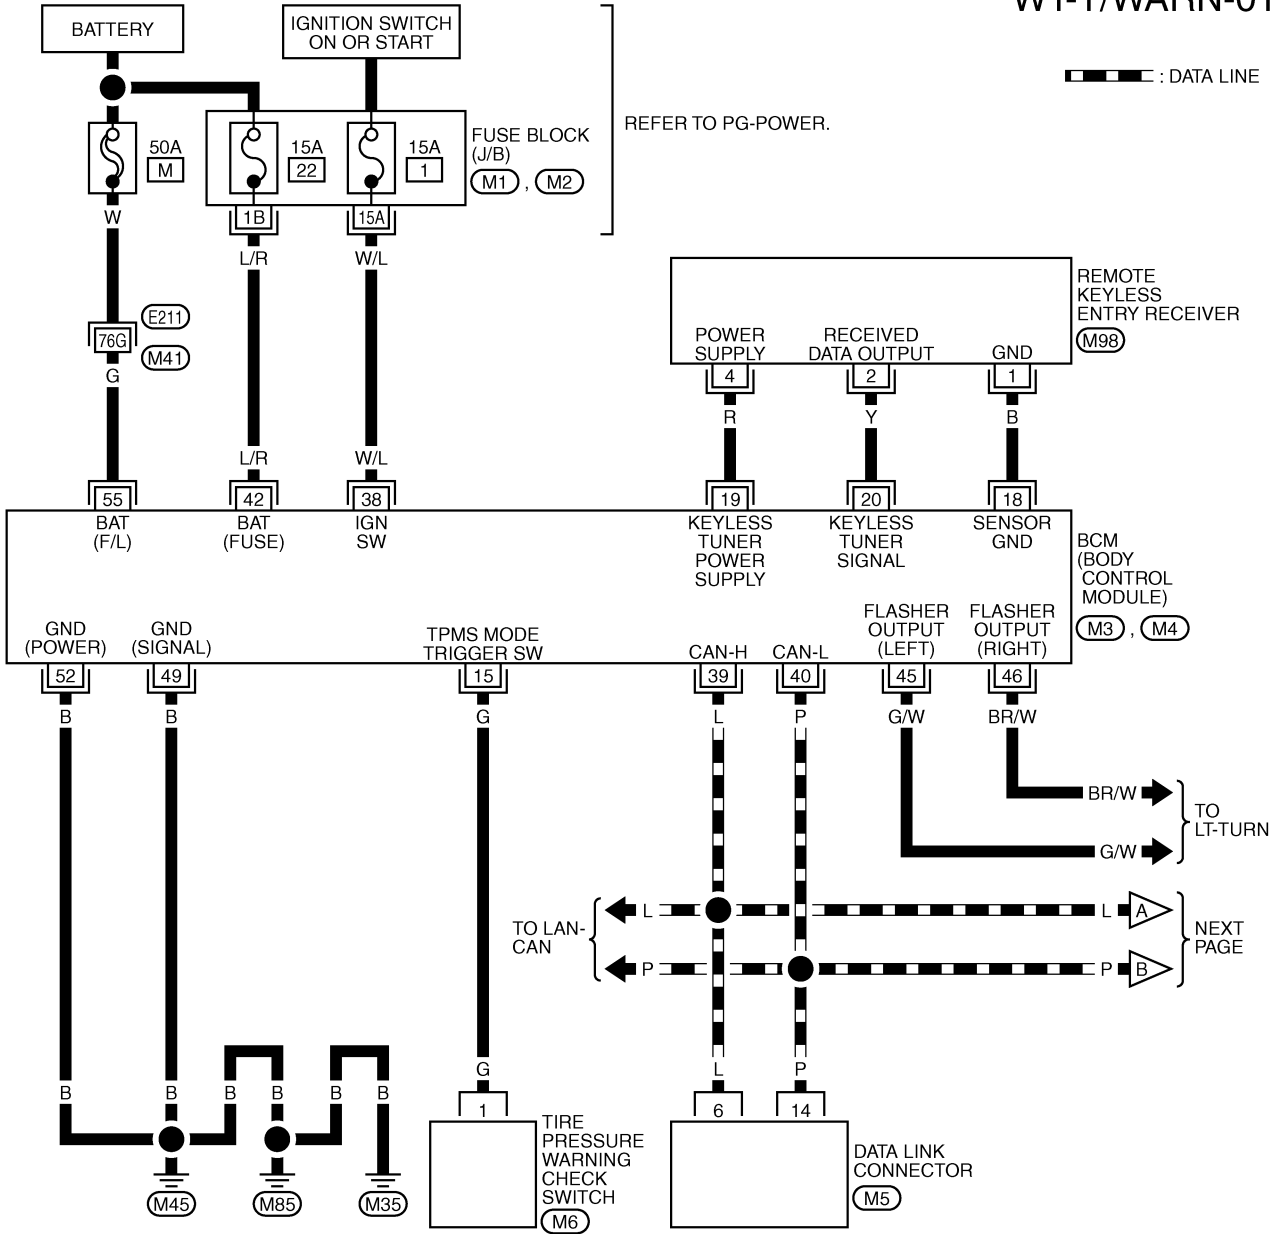 WT-T/WARN-01
BATTERY
IGNITION SWITCH
ON OR START
: DATA LINE
REFER TO PG-POWER.
50A
M
15A
22
15A
1
FUSE BLOCK
(J/B)
M1 , M2
W
1B
15A
L/R
W/L
E211
76G
M41
G
REMOTE
KEYLESS
ENTRY RECEIVER
M98
POWER
SUPPLY
RECEIVED
DATA OUTPUT
GND
4
2
1
R
Y
B
L/R
W/L
55
42
38
19
20
18
BAT
(F/L)
BAT
(FUSE)
IGN
SW
KEYLESS
TUNER
POWER
SUPPLY
KEYLESS
TUNER
SIGNAL
SENSOR
GND
BCM
(BODY
CONTROL
MODULE)
M3 , M4
GND
(POWER)
GND
(SIGNAL)
TPMS MODE
TRIGGER SW
CAN-H
CAN-L
FLASHER
OUTPUT
(LEFT)
FLASHER
OUTPUT
(RIGHT)
52
49
15
39
40
45
46
B
B
G
L
P
G/W
BR/W
BR/W
G/W
TO
LT-TURN
TO LAN-
CAN
L
P
L
A
P
B
NEXT
PAGE
B
B
B
B
B
B
G
L
P
1
6
14
TIRE
PRESSURE
WARNING
CHECK
SWITCH
M6
DATA LINK
CONNECTOR
M5
M45
M85
M35